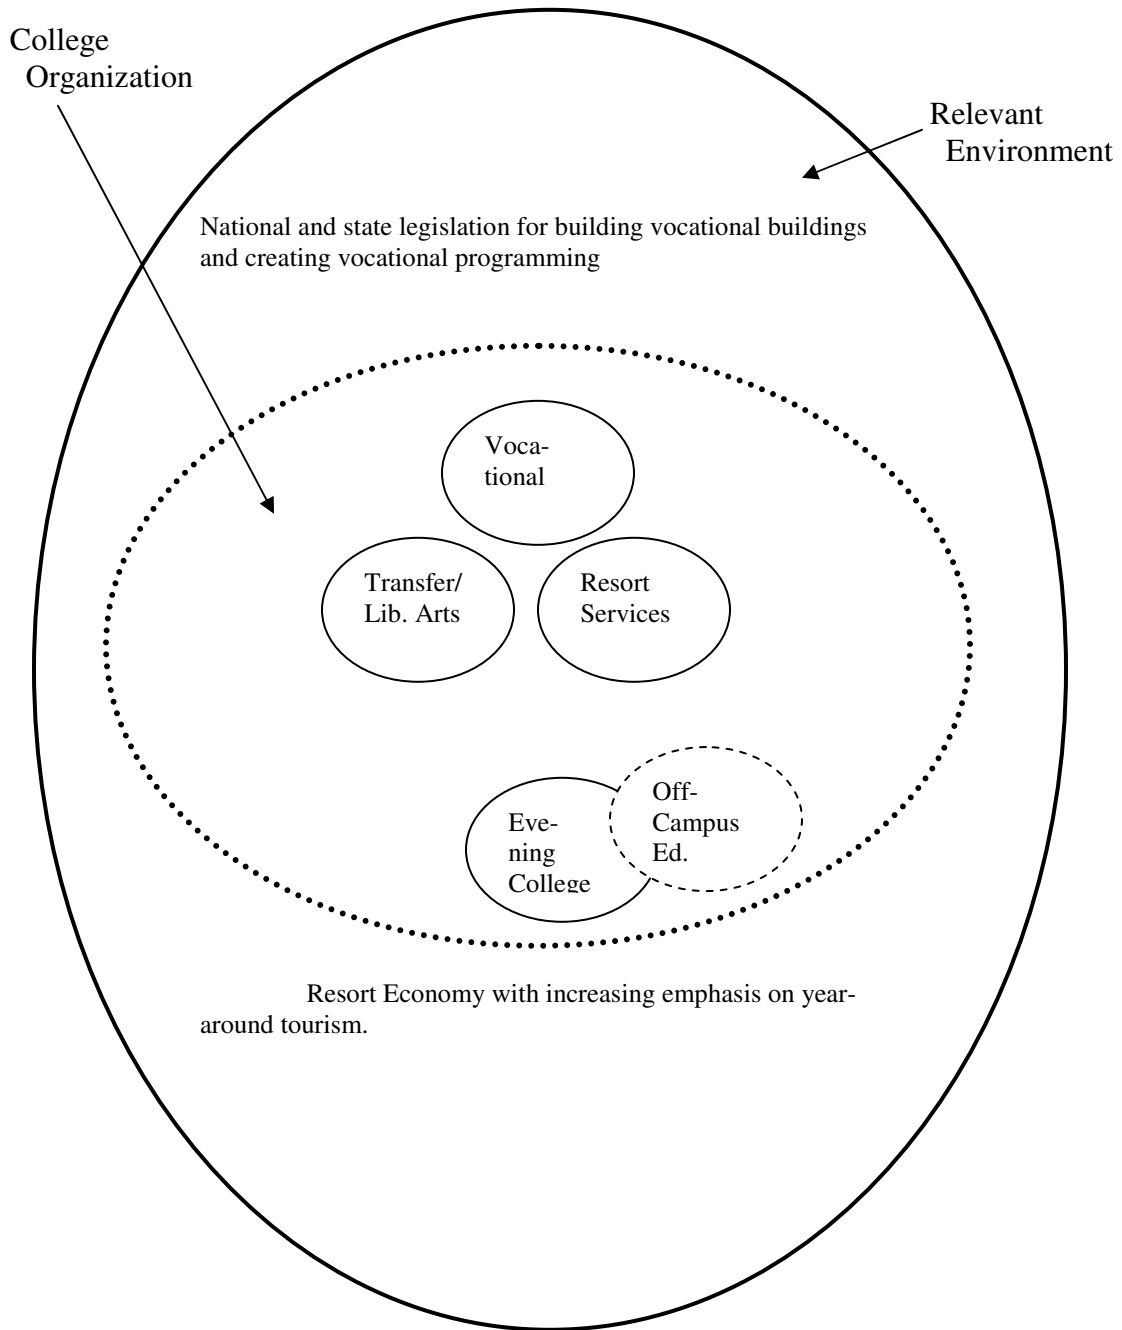 College
Organization
Relevant
Environment
National and state legislation for building vocational buildings
and creating vocational programming
Voca-
tional
Transfer/
Lib. Arts
Resort
Services
Off-
Campus
Ed.
Eve-
ning
College
Resort Economy with increasing emphasis on year-
around tourism.